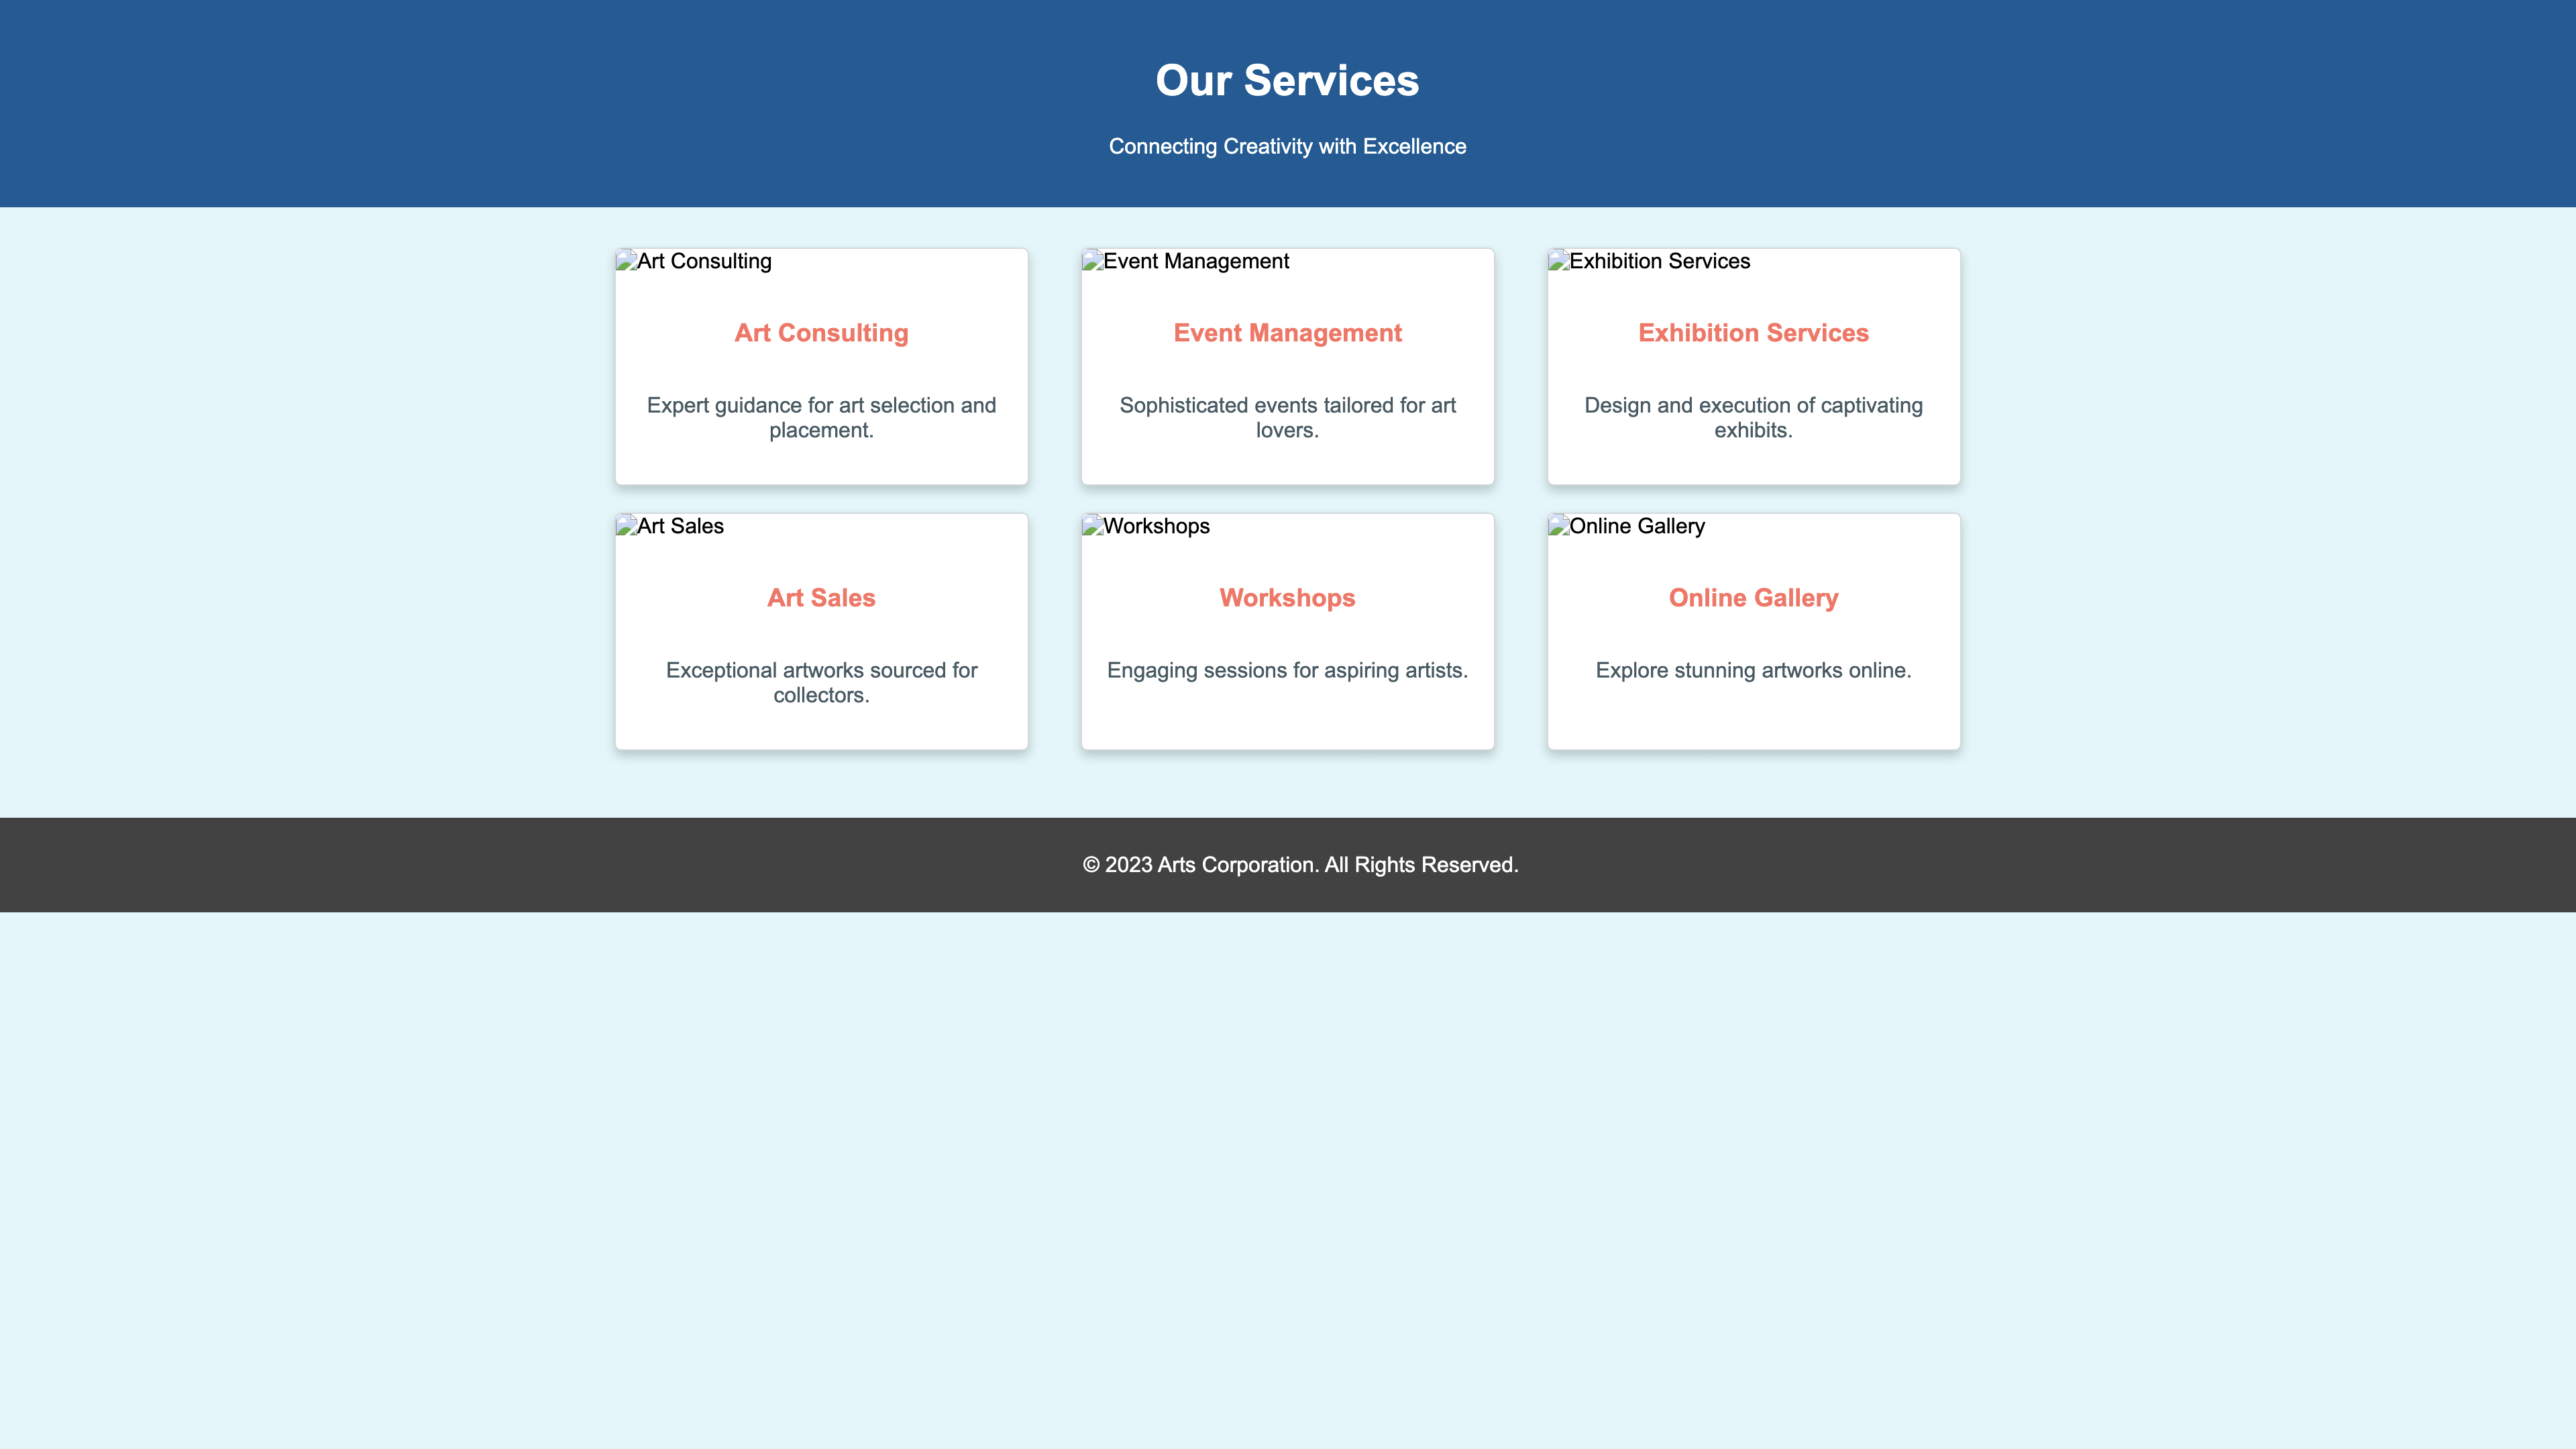 Our Services
Connecting Creativity with Excellence
Art Consulting
Art Consulting
Expert guidance for art selection and
placement.
Event Management
Event Management
Sophisticated events tailored for art
lovers.
Exhibition Services
Exhibition Services
Design and execution of captivating
exhibits.
Art Sales
Art Sales
Exceptional artworks sourced for
collectors.
Workshops
Workshops
Engaging sessions for aspiring artists.
Online Gallery
Online Gallery
Explore stunning artworks online.
© 2023 Arts Corporation. All Rights Reserved.